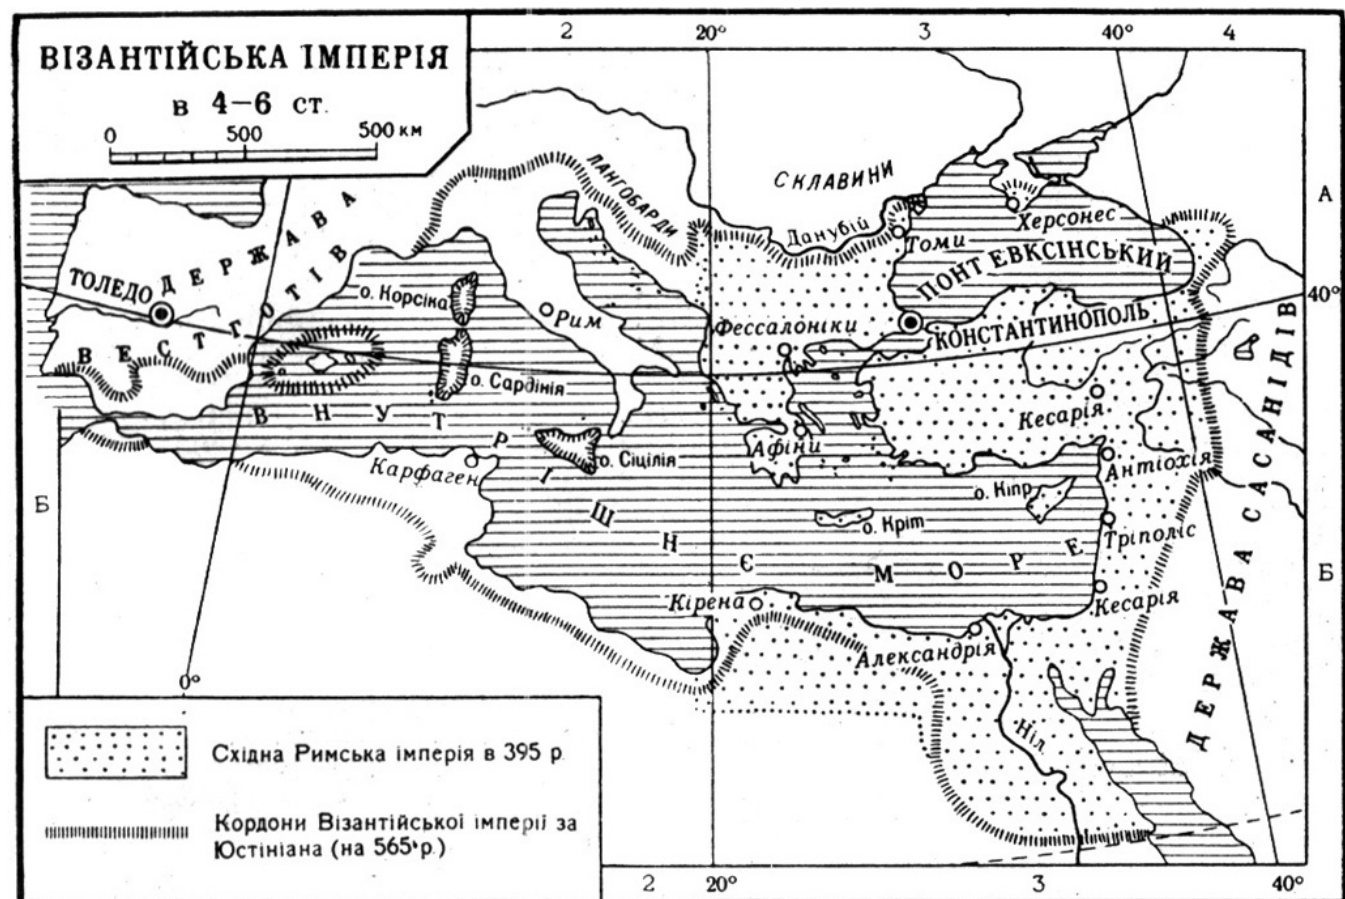 ВІЗАНТІЙСЬКА ІМПЕРІЯ
в 4–6 ст.
0 500 500 км
2 20° 3 40° 4
А
Б
Б
40°
СКЛАВИНИ
ЛАНГОБАРДИ
Данубій
Херсонес
Томи
ПОНТ ЕВКСІНСЬКИЙ
ДЕРЖАВА
ВЕСТГОТІВ
ТОЛЕДО
о. Корсіка
Рим
Фессалоніки
КОНСТАНТИНОПОЛЬ
о. Сардінія
Кесарія
Афіни
о. Сіцілія
Карфаген
Антіохія
о. Кіпр
о. Кріт
Тріполіс
ВНУТРІШНЄ МОРЕ
Кірена
Кесарія
Александрія
ДЕРЖАВА САСАНІДІВ
Ніл
0°
Східна Римська імперія в 395 р.
Кордони Візантійської імперії за
Юстініана (на 565 р.)
2 20° 3 40°